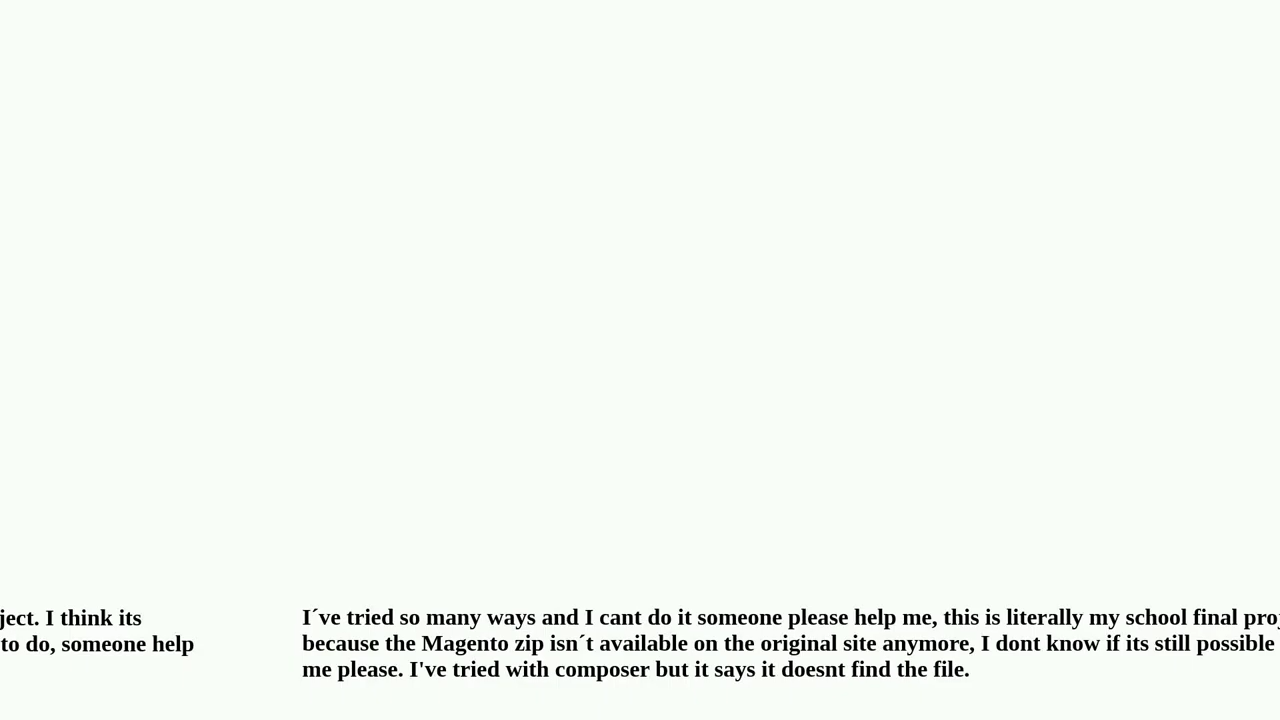 ject. I think its
to do, someone help
I´ve tried so many ways and I cant do it someone please help me, this is literally my school final pro
because the Magento zip isn´t available on the original site anymore, I dont know if its still possible
me please. I've tried with composer but it says it doesnt find the file.